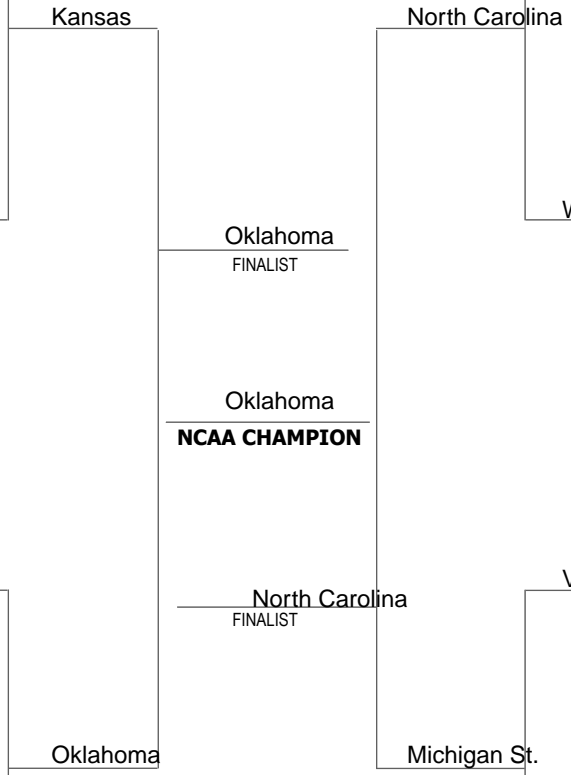 Kansas
North Carolina
Oklahoma
FINALIST
Oklahoma
NCAA CHAMPION
North Carolina
FINALIST
Oklahoma
Michigan St.